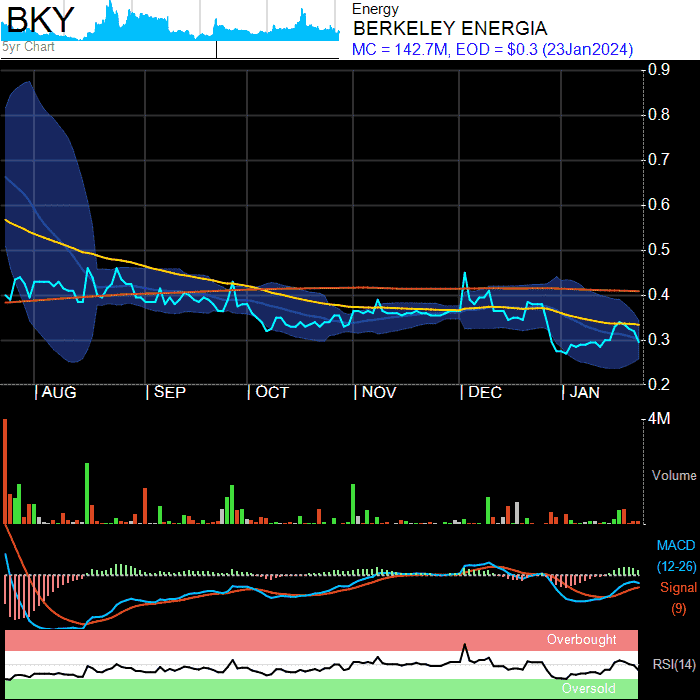 BKY
5yr Chart
Energy
BERKELEY ENERGIA
MC = 142.7M, EOD = $0.3 (23Jan2024)
0.9
0.8
0.7
0.6
0.5
0.4
0.3
0.2
AUG SEP OCT NOV DEC JAN
4M
Volume
MACD
(12-26)
Signal
(9)
Overbought
RSI(14)
Oversold